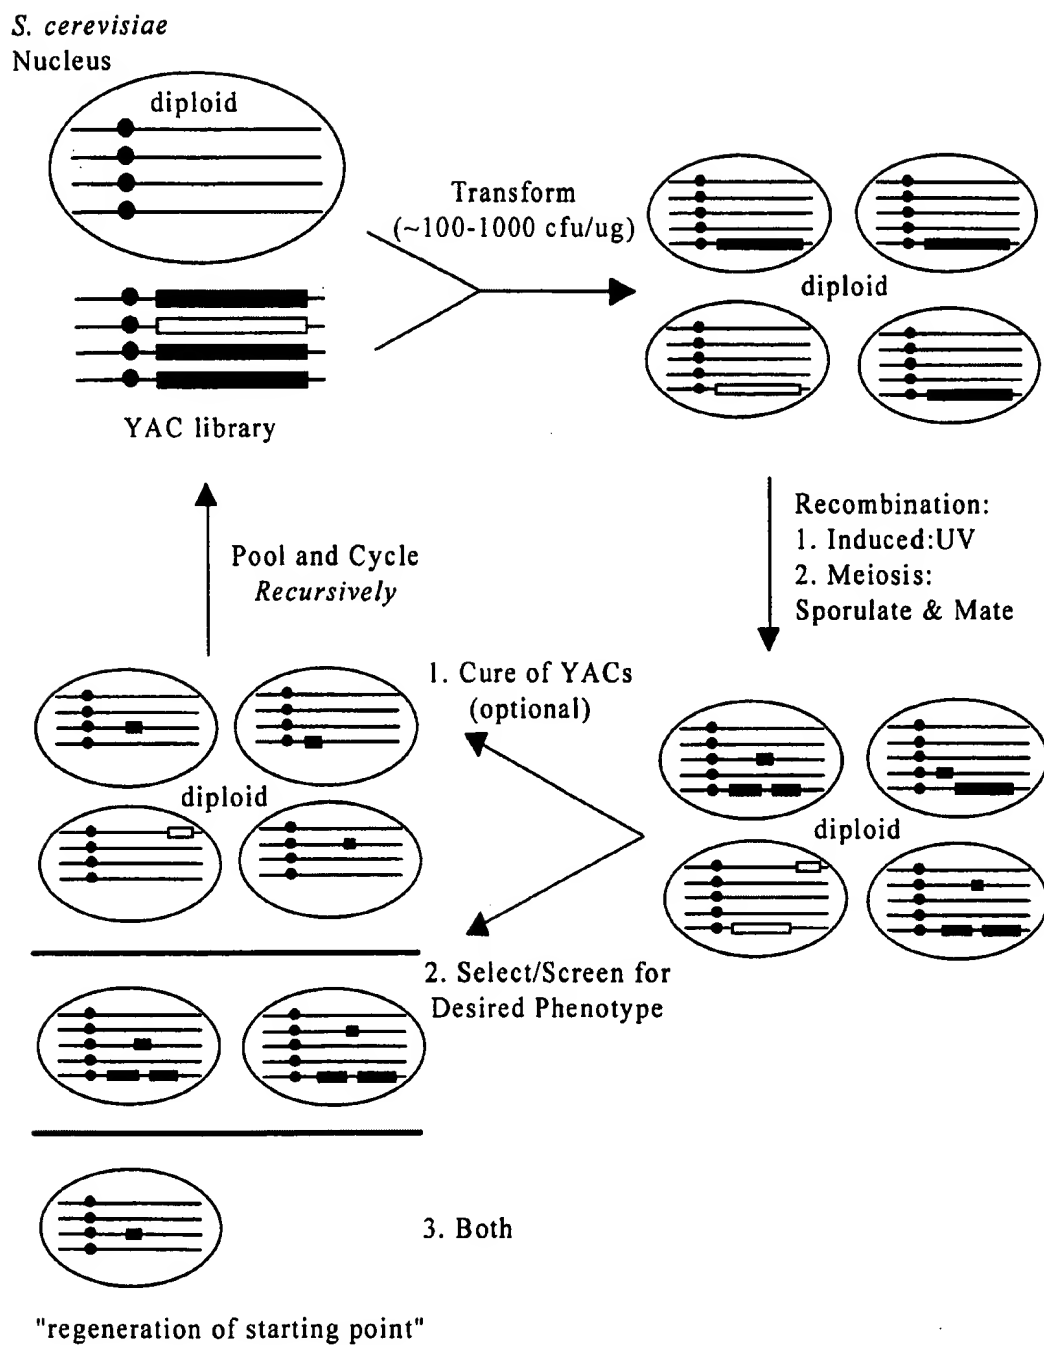 S. cerevisiae
Nucleus
diploid
YAC library
Transform
(~100-1000 cfu/ug)
diploid
Recombination:
1. Induced:UV
2. Meiosis:
Sporulate & Mate
diploid
1. Cure of YACs
(optional)
2. Select/Screen for
Desired Phenotype
3. Both
Pool and Cycle
Recursively
diploid
"regeneration of starting point"